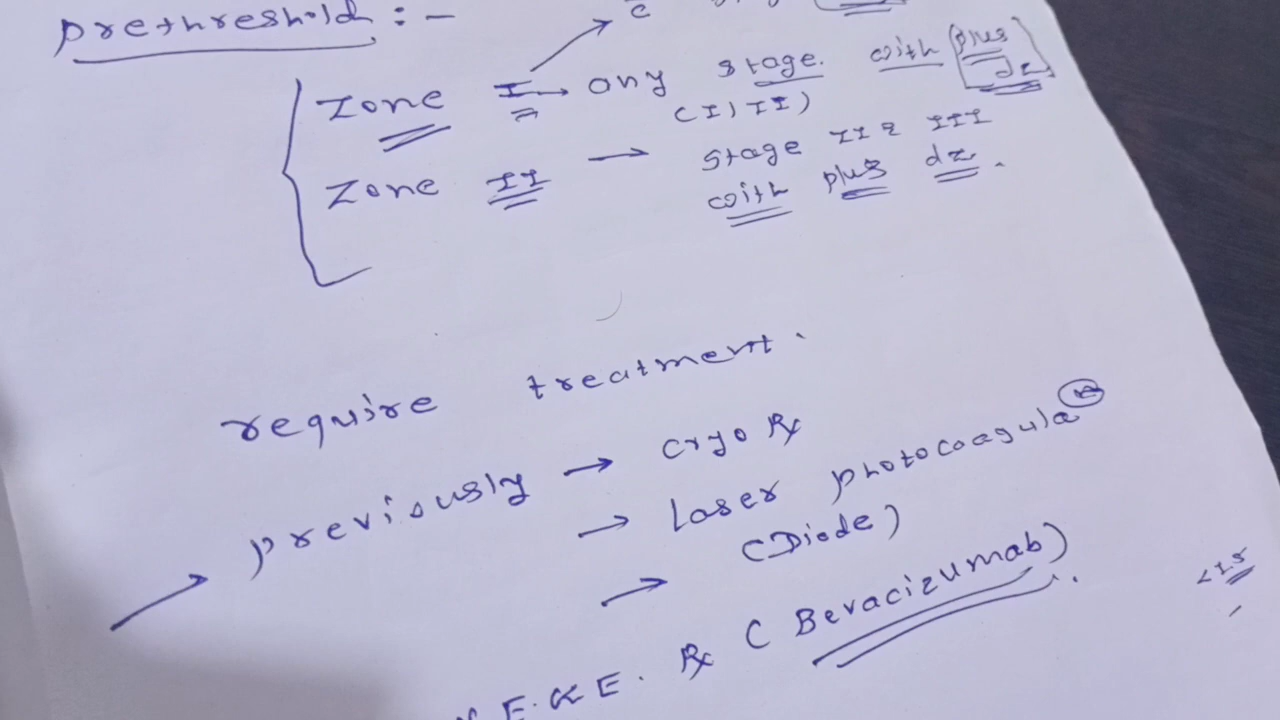 prethreshold : -
c̄
Zone I → any stage. with plus dz
(I, II)
Zone II → stage II & III
with plus dz.
require treatment.
previously → cryo Rx
→ Laser photocoagula
(Diode)
→
E.G.F. Rx (Bevacizumab)